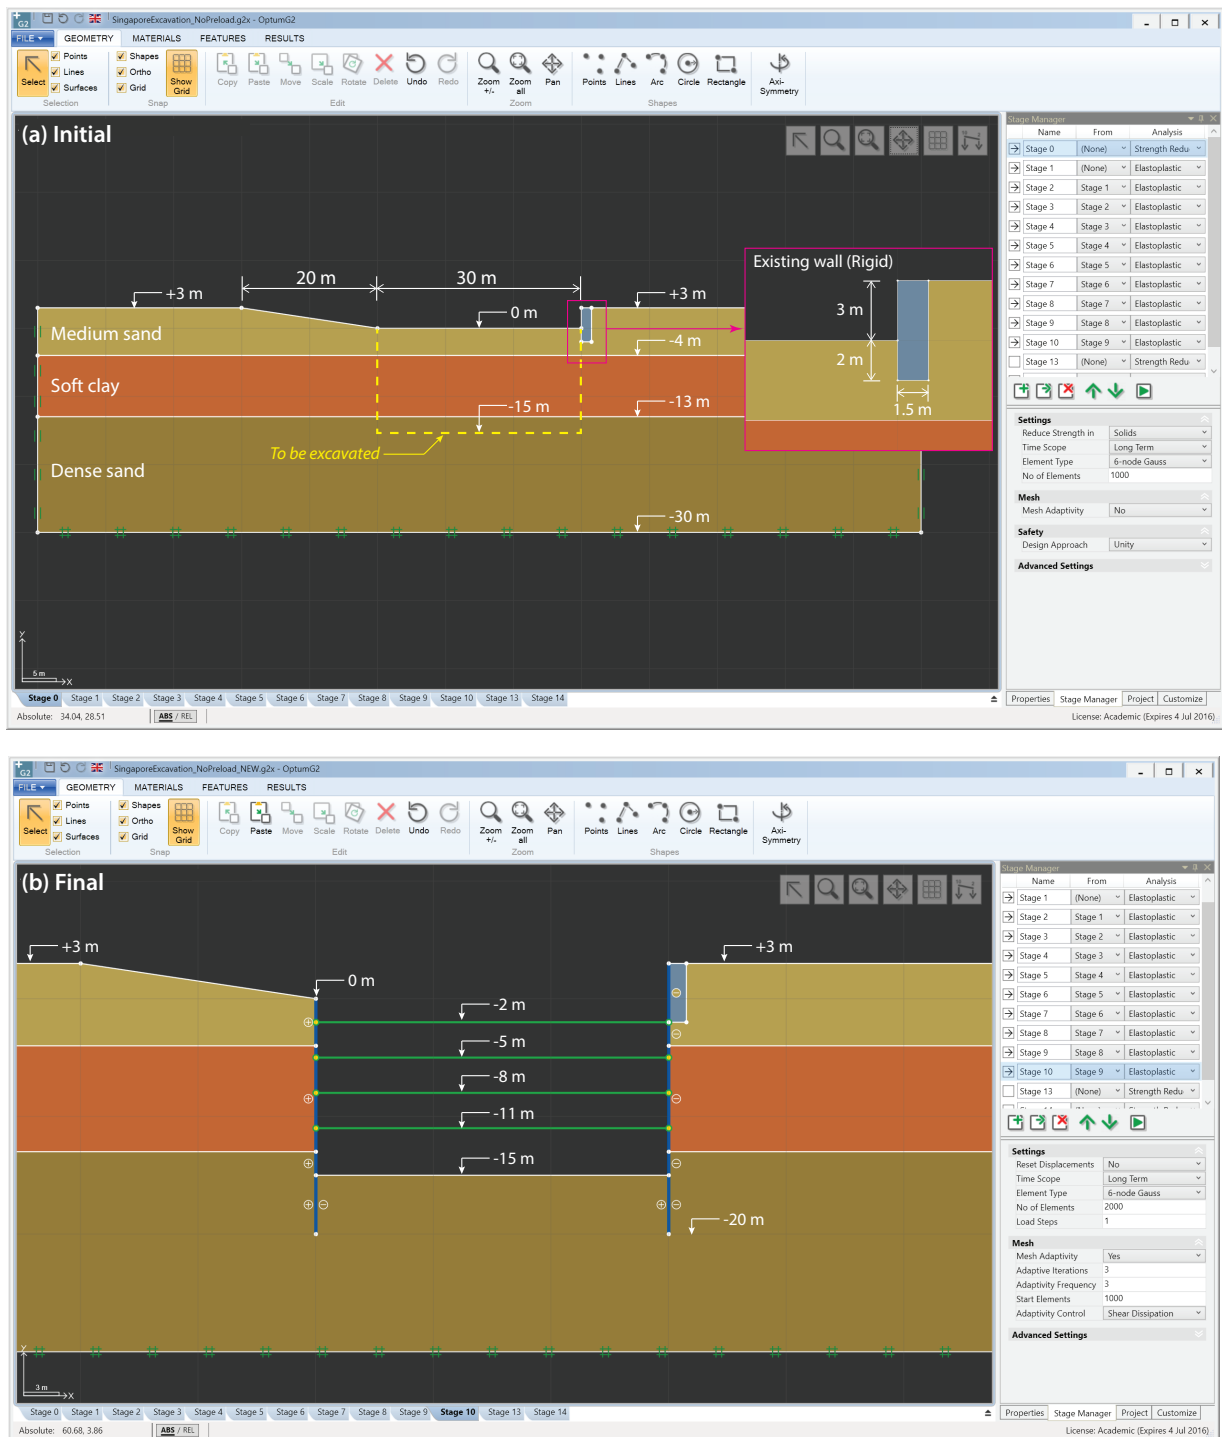 G2 SingaporeExcavation_NoPreload.g2x - OptumG2
FILE GEOMETRY MATERIALS FEATURES RESULTS
Select Points Lines Surfaces Shapes Ortho Grid Show Grid Copy Paste Move Scale Rotate Delete Undo Redo Zoom +/- Zoom all Pan Points Lines Arc Circle Rectangle Axi-Symmetry
Selection Snap Edit Zoom Shapes
(a) Initial
20 m 30 m
+3 m 0 m +3 m
Medium sand
-4 m
Soft clay
-15 m -13 m
To be excavated
Dense sand
-30 m
Existing wall (Rigid)
3 m
2 m
1.5 m
Y
5 m
X
Stage Manager
Name From Analysis
Stage 0 (None) Strength Redu
Stage 1 (None) Elastoplastic
Stage 2 Stage 1 Elastoplastic
Stage 3 Stage 2 Elastoplastic
Stage 4 Stage 3 Elastoplastic
Stage 5 Stage 4 Elastoplastic
Stage 6 Stage 5 Elastoplastic
Stage 7 Stage 6 Elastoplastic
Stage 8 Stage 7 Elastoplastic
Stage 9 Stage 8 Elastoplastic
Stage 10 Stage 9 Elastoplastic
Stage 13 (None) Strength Redu
Settings
Reduce Strength in Solids
Time Scope Long Term
Element Type 6-node Gauss
No of Elements 1000
Mesh
Mesh Adaptivity No
Safety
Design Approach Unity
Advanced Settings
Stage 0 Stage 1 Stage 2 Stage 3 Stage 4 Stage 5 Stage 6 Stage 7 Stage 8 Stage 9 Stage 10 Stage 13 Stage 14
Properties Stage Manager Project Customize
Absolute: 34.04, 28.51 ABS / REL License: Academic (Expires 4 Jul 2016)
G2 SingaporeExcavation_NoPreload_NEW.g2x - OptumG2
FILE GEOMETRY MATERIALS FEATURES RESULTS
Select Points Lines Surfaces Shapes Ortho Grid Show Grid Copy Paste Move Scale Rotate Delete Undo Redo Zoom +/- Zoom all Pan Points Lines Arc Circle Rectangle Axi-Symmetry
Selection Snap Edit Zoom Shapes
(b) Final
+3 m +3 m
0 m
-2 m
-5 m
-8 m
-11 m
-15 m
-20 m
Y
3 m
X
Stage Manager
Name From Analysis
Stage 1 (None) Elastoplastic
Stage 2 Stage 1 Elastoplastic
Stage 3 Stage 2 Elastoplastic
Stage 4 Stage 3 Elastoplastic
Stage 5 Stage 4 Elastoplastic
Stage 6 Stage 5 Elastoplastic
Stage 7 Stage 6 Elastoplastic
Stage 8 Stage 7 Elastoplastic
Stage 9 Stage 8 Elastoplastic
Stage 10 Stage 9 Elastoplastic
Stage 13 (None) Strength Redu
Settings
Reset Displacements No
Time Scope Long Term
Element Type 6-node Gauss
No of Elements 2000
Load Steps 1
Mesh
Mesh Adaptivity Yes
Adaptive Iterations 3
Adaptivity Frequency 3
Start Elements 1000
Adaptivity Control Shear Dissipation
Advanced Settings
Stage 0 Stage 1 Stage 2 Stage 3 Stage 4 Stage 5 Stage 6 Stage 7 Stage 8 Stage 9 Stage 10 Stage 13 Stage 14
Properties Stage Manager Project Customize
Absolute: 60.68, 3.86 ABS / REL License: Academic (Expires 4 Jul 2016)